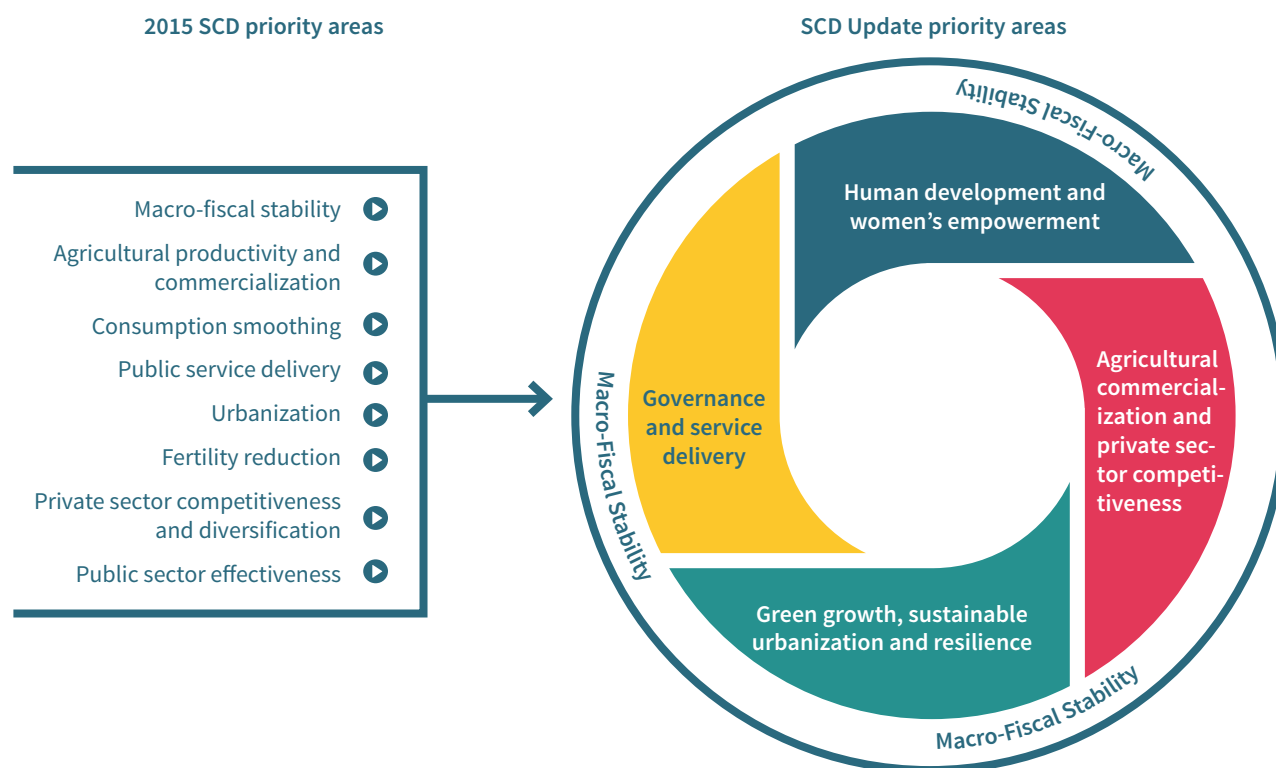 2015 SCD priority areas
Macro-fiscal stability
Agricultural productivity and
commercialization
Consumption smoothing
Public service delivery
Urbanization
Fertility reduction
Private sector competitiveness
and diversification
Public sector effectiveness
SCD Update priority areas
Macro-Fiscal Stability
Human development and
women’s empowerment
Agricultural
commercial-
ization and
private sec-
tor competi-
tiveness
Macro-Fiscal Stability
Green growth, sustainable
urbanization and resilience
Macro-Fiscal Stability
Governance
and service
delivery